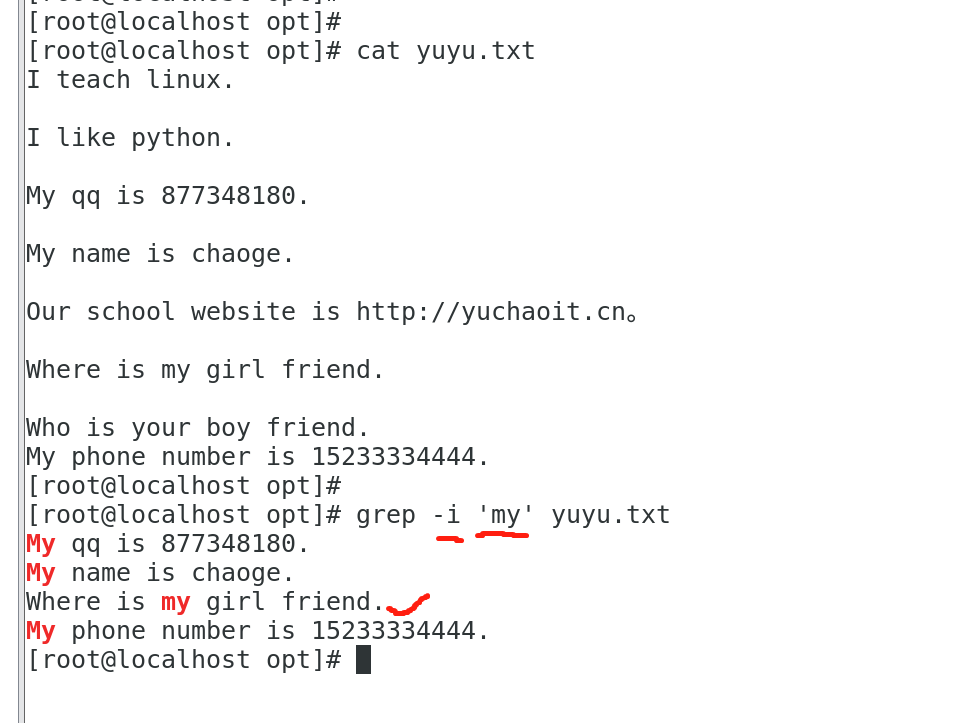 [root@localhost opt]#
[root@localhost opt]# cat yuyu.txt
I teach linux.
I like python.
My qq is 877348180.
My name is chaoge.
Our school website is http://yuchaoit.cn。
Where is my girl friend.
Who is your boy friend.
My phone number is 15233334444.
[root@localhost opt]#
[root@localhost opt]# grep -i 'my' yuyu.txt
My qq is 877348180.
My name is chaoge.
Where is my girl friend.
My phone number is 15233334444.
[root@localhost opt]#